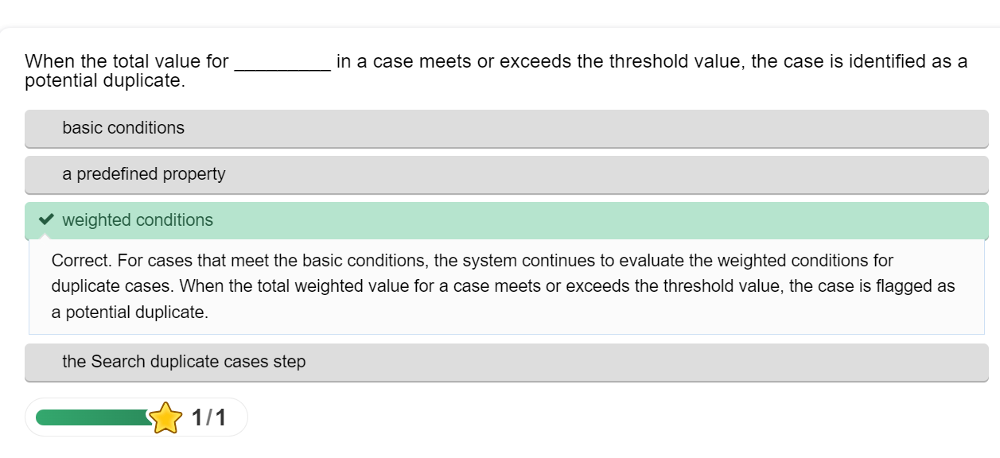 When the total value for _________ in a case meets or exceeds the threshold value, the case is identified as a
potential duplicate.
basic conditions
a predefined property
weighted conditions
Correct. For cases that meet the basic conditions, the system continues to evaluate the weighted conditions for
duplicate cases. When the total weighted value for a case meets or exceeds the threshold value, the case is flagged as
a potential duplicate.
the Search duplicate cases step
1/1